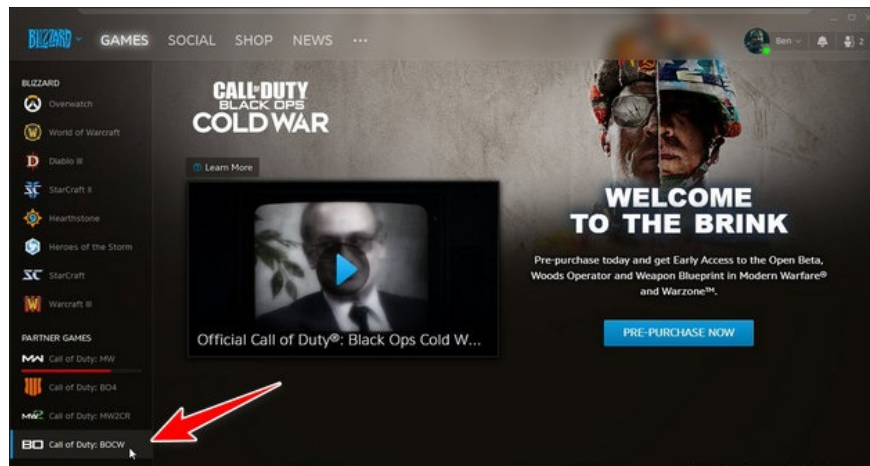 BLIZZARD
GAMES
SOCIAL
SHOP
NEWS
Ben
2
BLIZZARD
Overwatch
World of Warcraft
Diablo III
StarCraft II
Hearthstone
Heroes of the Storm
StarCraft
Warcraft III
PARTNER GAMES
MW Call of Duty: MW
Call of Duty: BO4
MW2 Call of Duty: MW2CR
BO Call of Duty: BOCW
CALL OF DUTY
BLACK OPS
COLD WAR
Learn More
Official Call of Duty®: Black Ops Cold W...
WELCOME
TO THE BRINK
Pre-purchase today and get Early Access to the Open Beta,
Woods Operator and Weapon Blueprint in Modern Warfare®
and Warzone™.
PRE-PURCHASE NOW